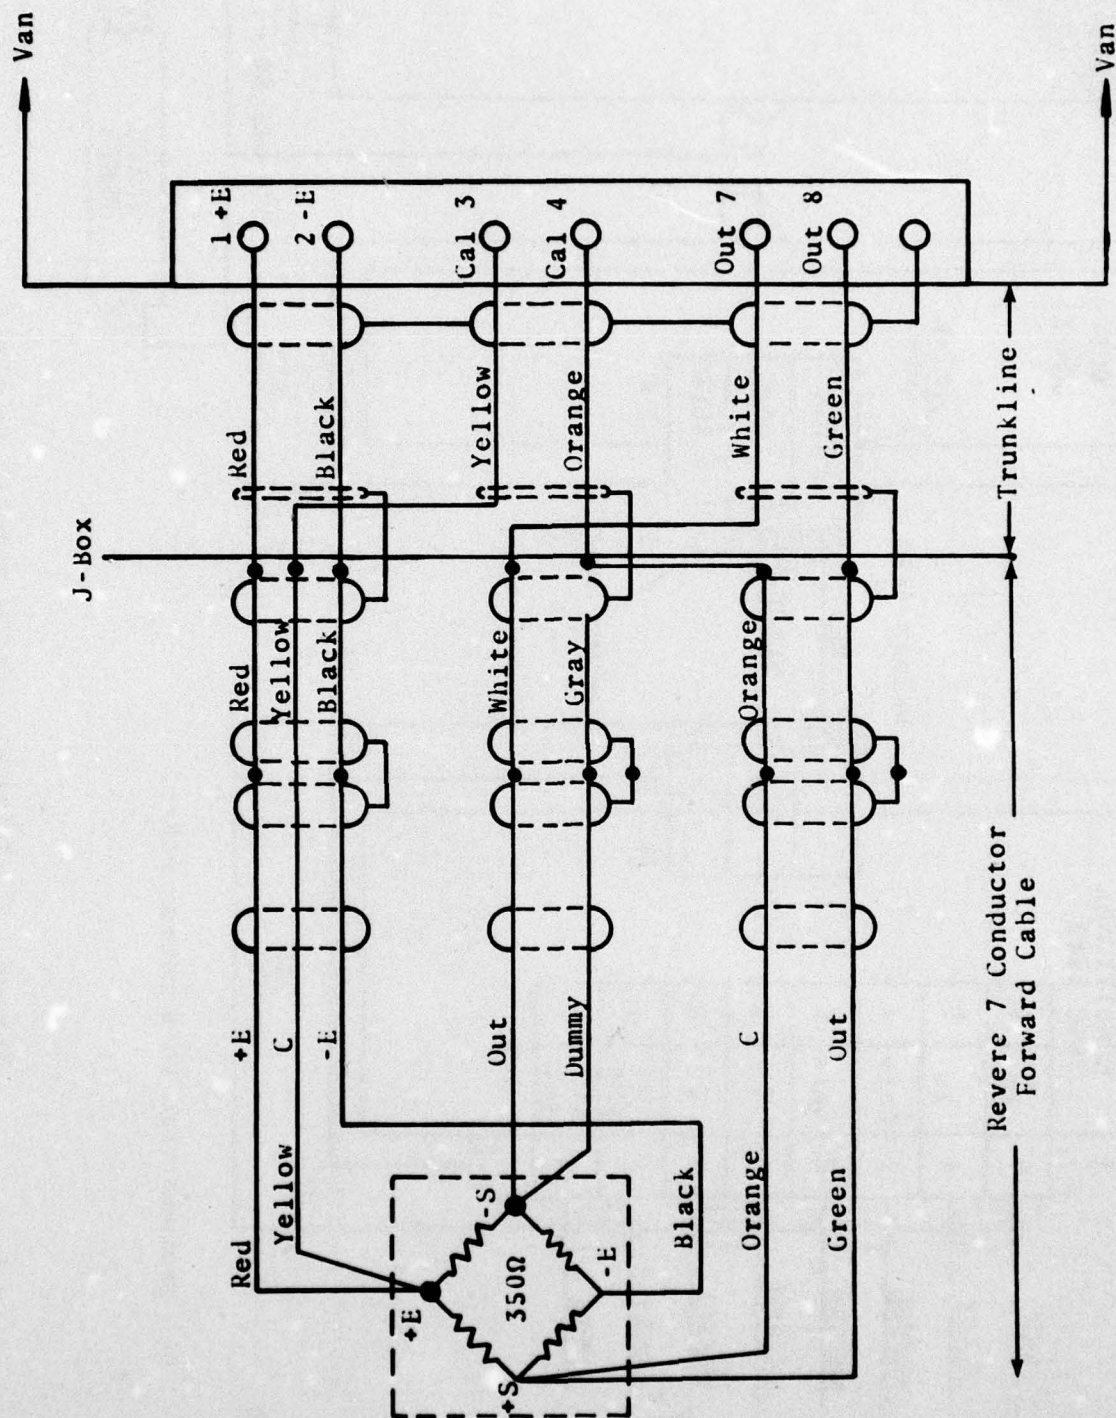 Van
Van
1 +E
2 -E
Cal 3
Cal 4
Out 7
Out 8
Red
Black
Yellow
Orange
White
Green
Trunkline
J-Box
Red
Yellow
Black
White
Gray
Orange
+E
C
-E
Out
Dummy
C
Out
Revere 7 Conductor
Forward Cable
Red
Yellow
Black
Orange
Green
+E
-S
350Ω
-E
+S